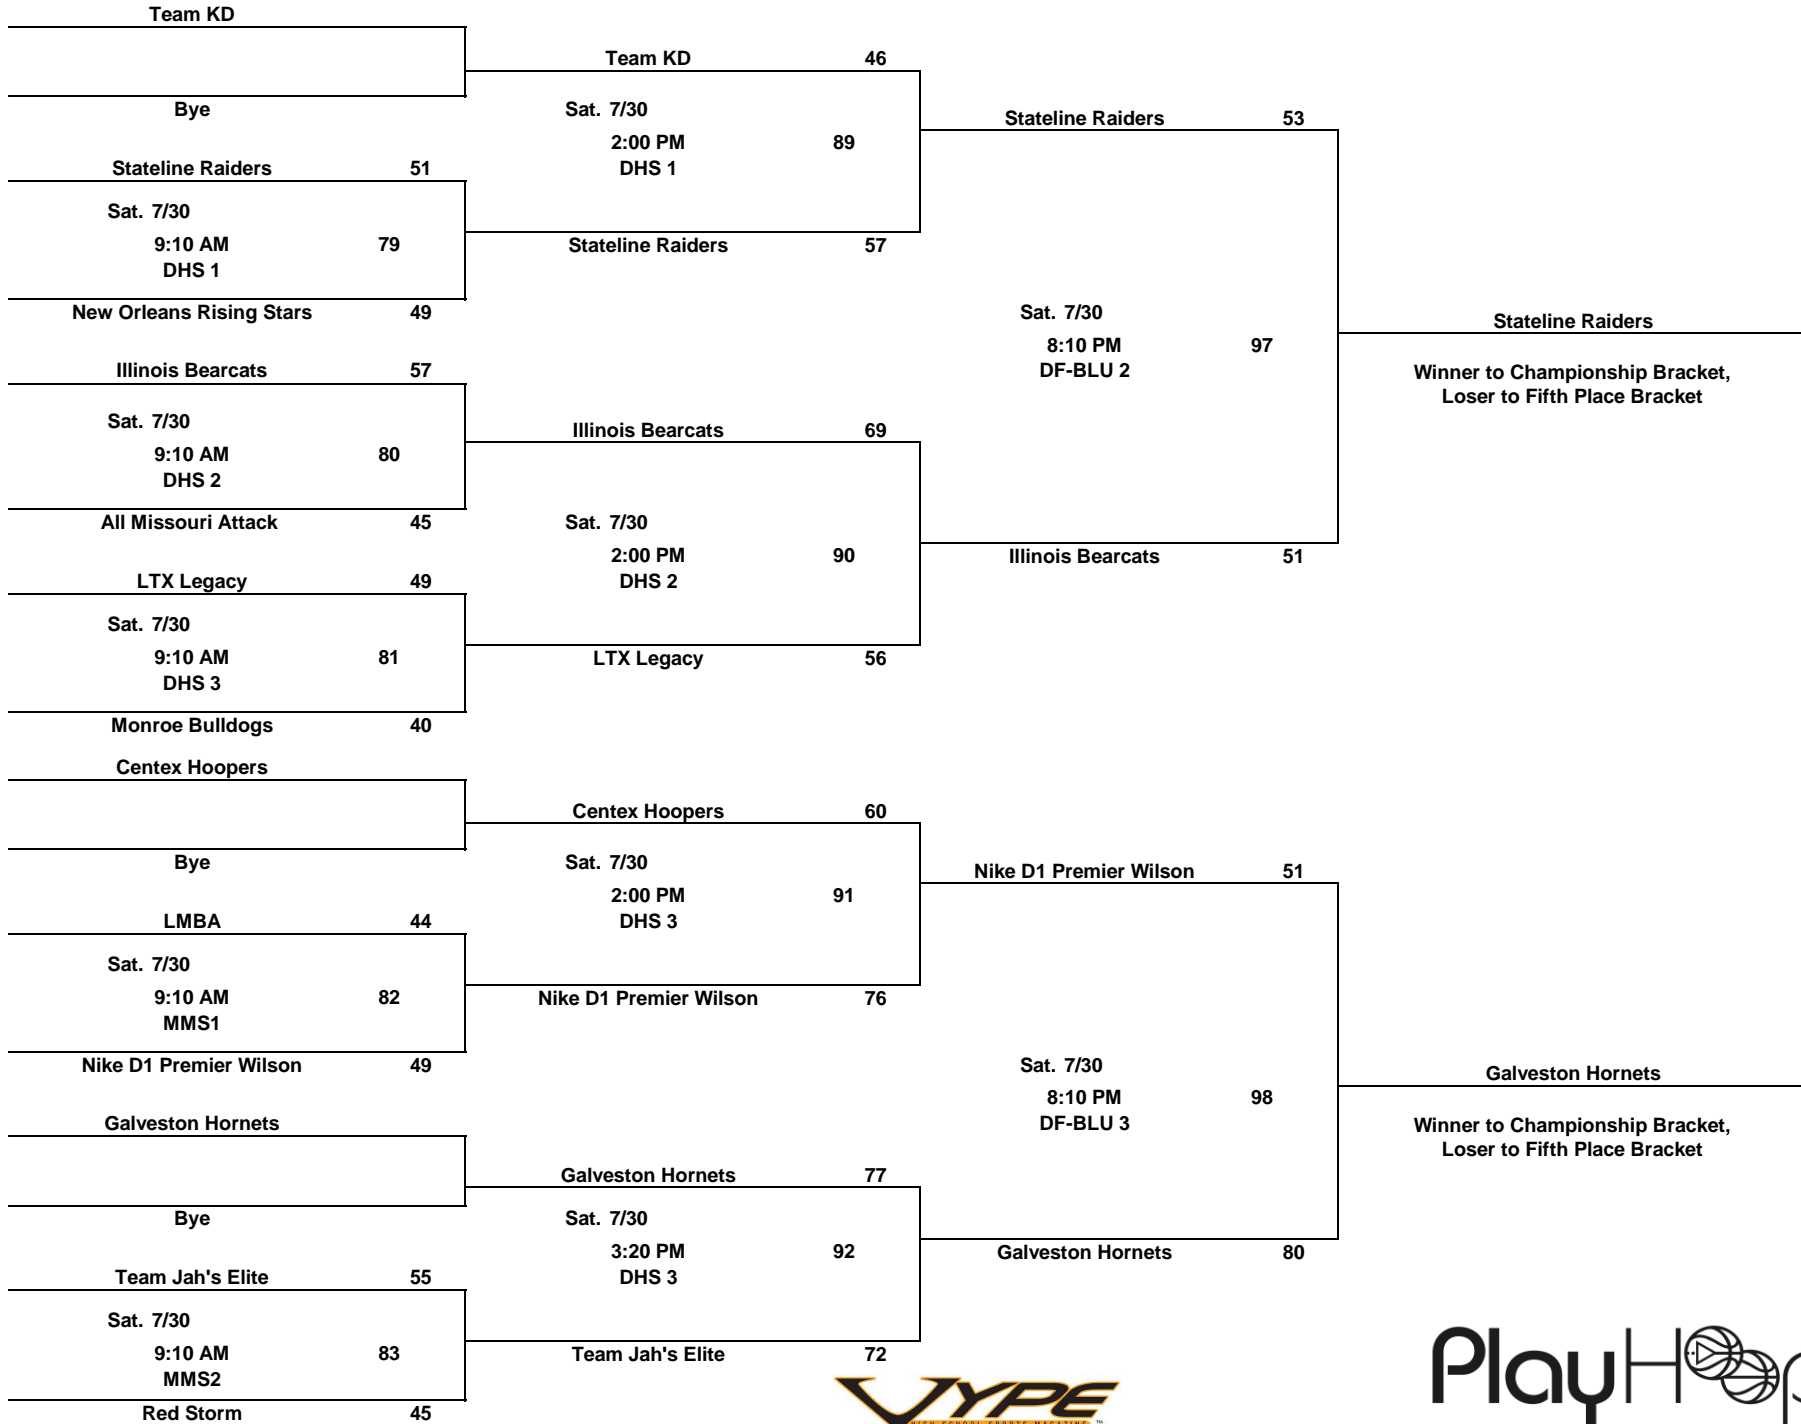 Team KD
Bye
Stateline Raiders 51
Sat. 7/30
9:10 AM 79
DHS 1
New Orleans Rising Stars 49
Illinois Bearcats 57
Sat. 7/30
9:10 AM 80
DHS 2
All Missouri Attack 45
LTX Legacy 49
Sat. 7/30
9:10 AM 81
DHS 3
Monroe Bulldogs 40
Centex Hoopers
Bye
LMBA 44
Sat. 7/30
9:10 AM 82
MMS1
Nike D1 Premier Wilson 49
Galveston Hornets
Bye
Team Jah's Elite 55
Sat. 7/30
9:10 AM 83
MMS2
Red Storm 45
Team KD 46
Sat. 7/30
2:00 PM 89
DHS 1
Stateline Raiders 57
Illinois Bearcats 69
Sat. 7/30
2:00 PM 90
DHS 2
LTX Legacy 56
Centex Hoopers 60
Sat. 7/30
2:00 PM 91
DHS 3
Nike D1 Premier Wilson 76
Galveston Hornets 77
Sat. 7/30
3:20 PM 92
DHS 3
Team Jah's Elite 72
Stateline Raiders 53
Sat. 7/30
8:10 PM 97
DF-BLU 2
Illinois Bearcats 51
Nike D1 Premier Wilson 51
Sat. 7/30
8:10 PM 98
DF-BLU 3
Galveston Hornets 80
Stateline Raiders
Winner to Championship Bracket,
Loser to Fifth Place Bracket
Galveston Hornets
Winner to Championship Bracket,
Loser to Fifth Place Bracket
VYPE
HIGH SCHOOL SPORTS MAGAZINE ™
PlayHoop